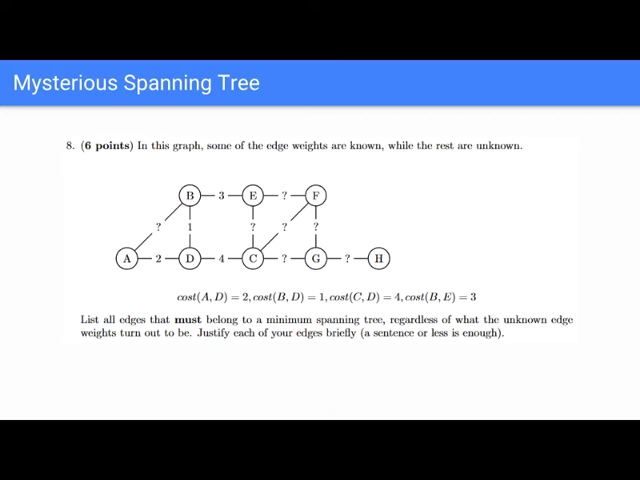 Mysterious Spanning Tree
8. (6 points) In this graph, some of the edge weights are known, while the rest are unknown.
B 3 E ? F
? 1 ? ? ?
A 2 D 4 C ? G ? H
cost(A, D) = 2, cost(B, D) = 1, cost(C, D) = 4, cost(B, E) = 3
List all edges that must belong to a minimum spanning tree, regardless of what the unknown edge
weights turn out to be. Justify each of your edges briefly (a sentence or less is enough).